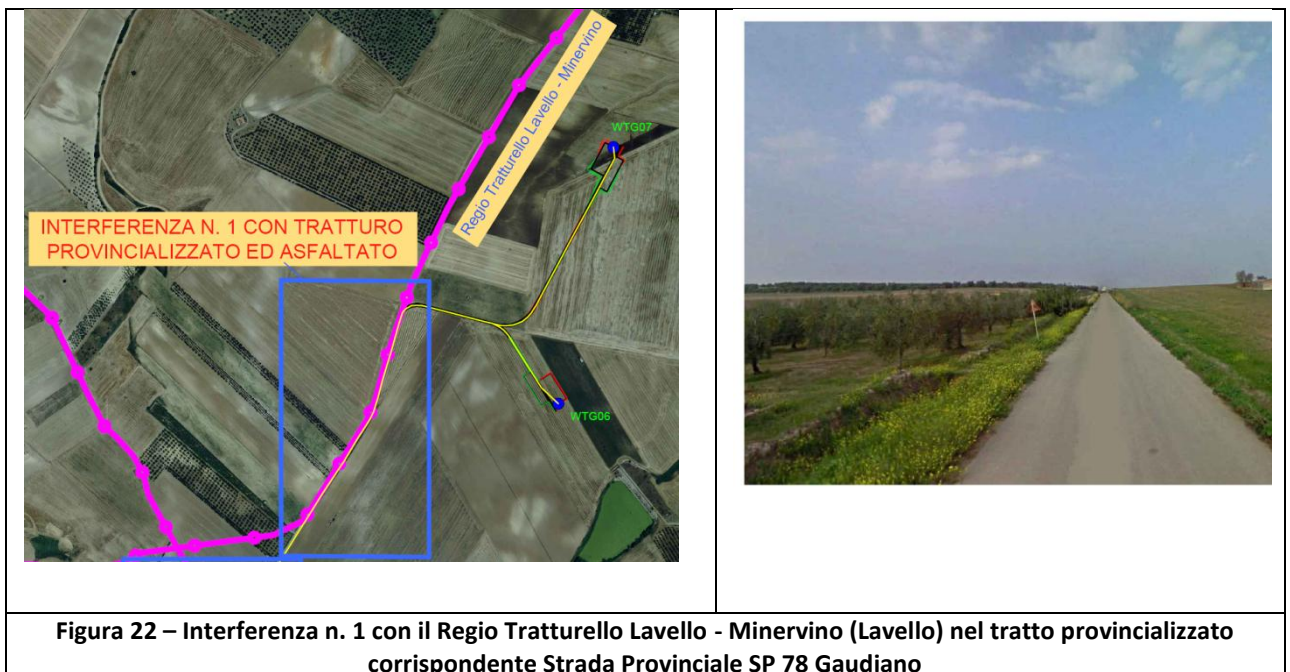 Regio Tratturello Lavello - Minervino
WTG07
INTERFERENZA N. 1 CON TRATTURO
PROVINCIALIZZATO ED ASFALTATO
WTG06
Figura 22 – Interferenza n. 1 con il Regio Tratturello Lavello - Minervino (Lavello) nel tratto provincializzato
corrispondente Strada Provinciale SP 78 Gaudiano